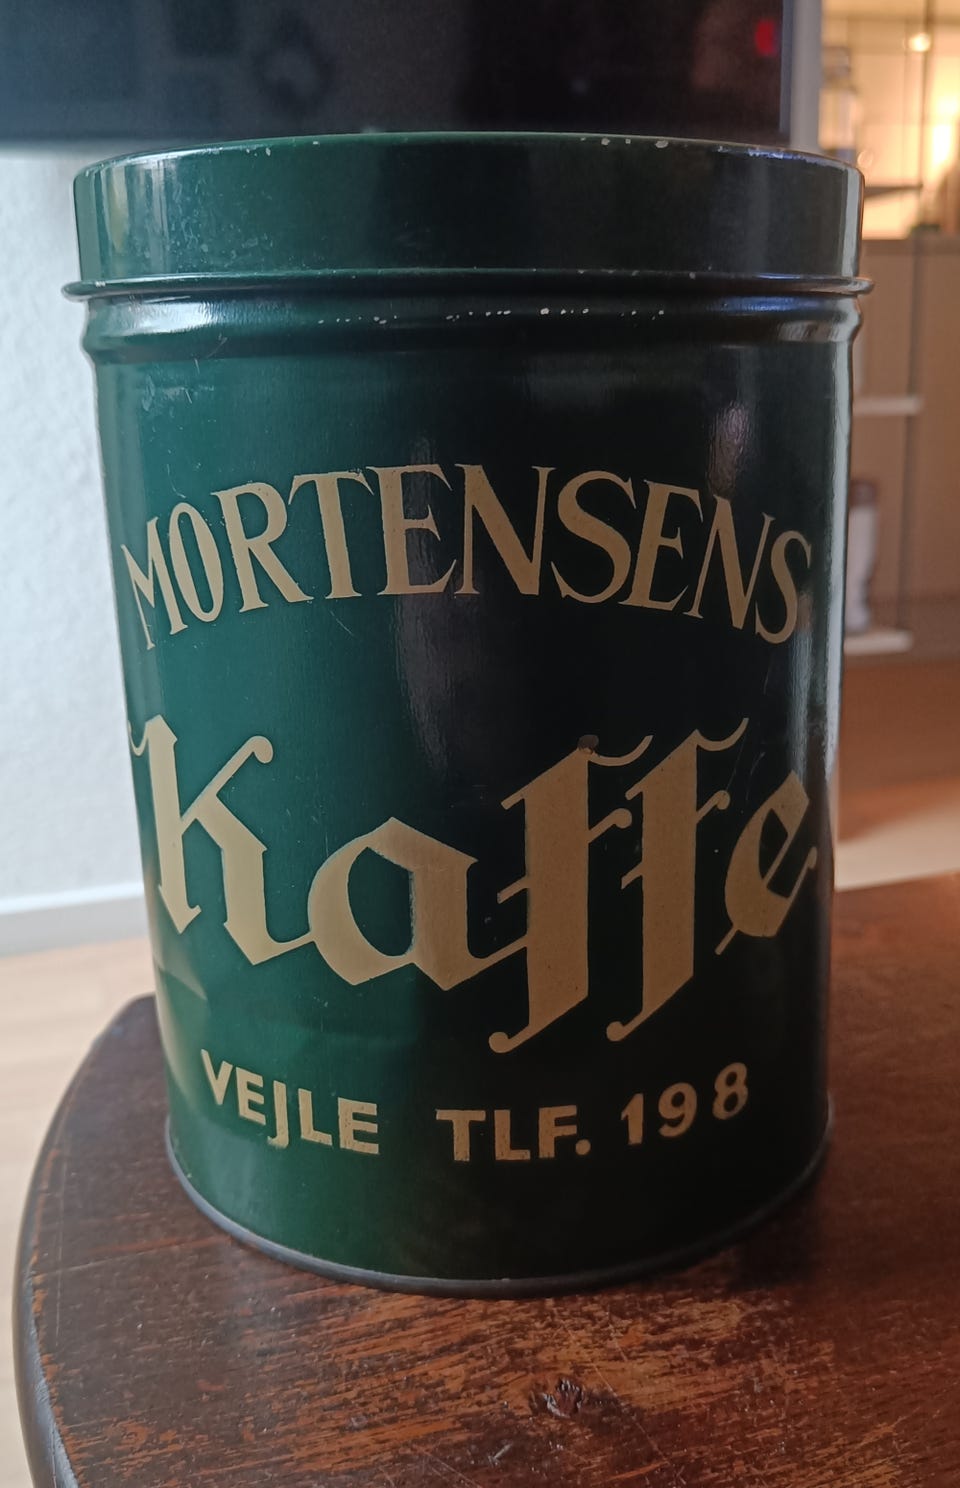 MORTENSENS
Kaffe
VEJLE TLF. 198